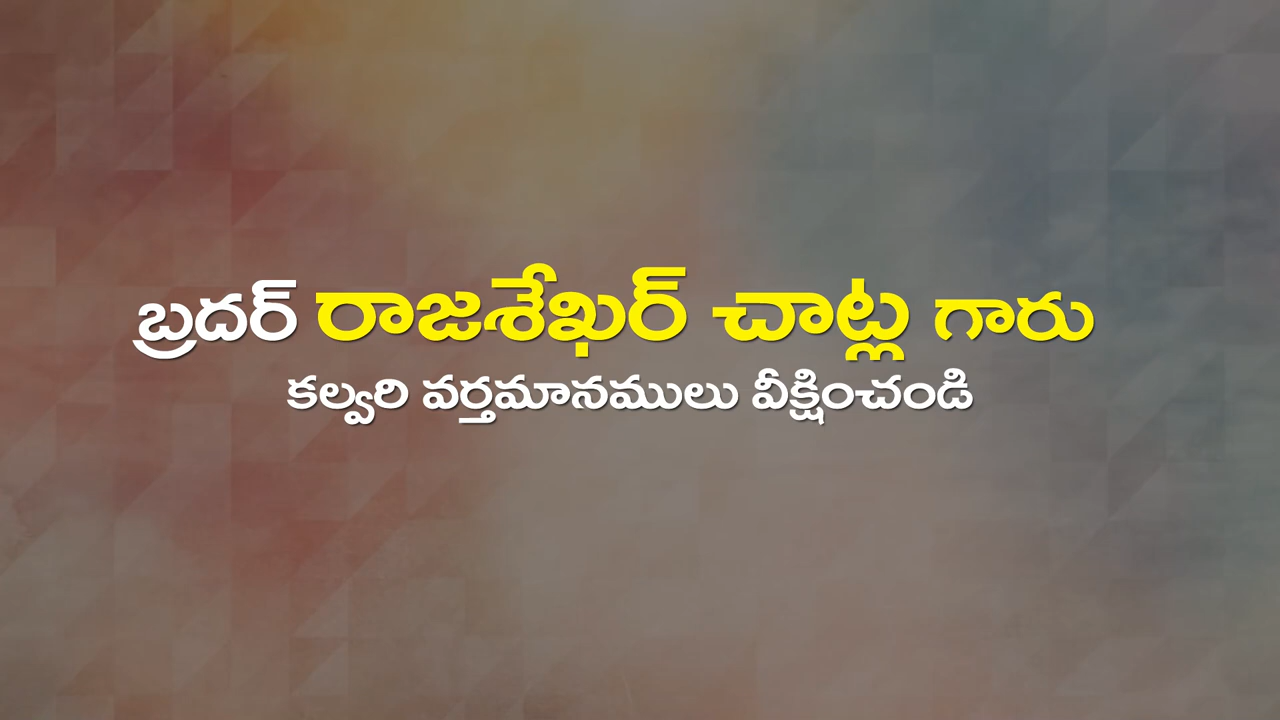 బ్రదర్ రాజశేఖర్ చాట్ల గారు
కల్వరి వర్తమానములు వీక్షించండి